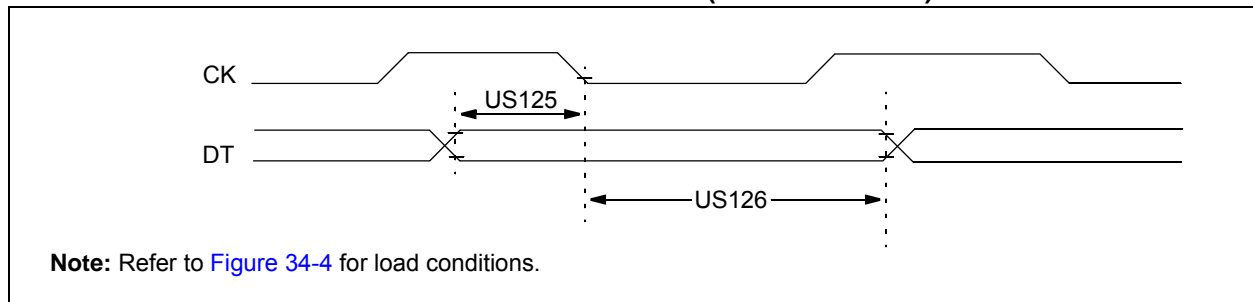 CK
US125
DT
US126
Note: Refer to Figure 34-4 for load conditions.